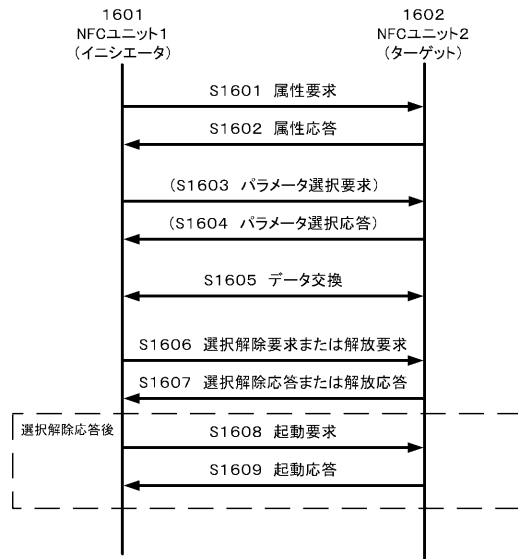 1601
NFCユニット1
(イニシエータ)
1602
NFCユニット2
(ターゲット)
S1601 属性要求
S1602 属性応答
(S1603 パラメータ選択要求)
(S1604 パラメータ選択応答)
S1605 データ交換
S1606 選択解除要求または解放要求
S1607 選択解除応答または解放応答
選択解除応答後
S1608 起動要求
S1609 起動応答